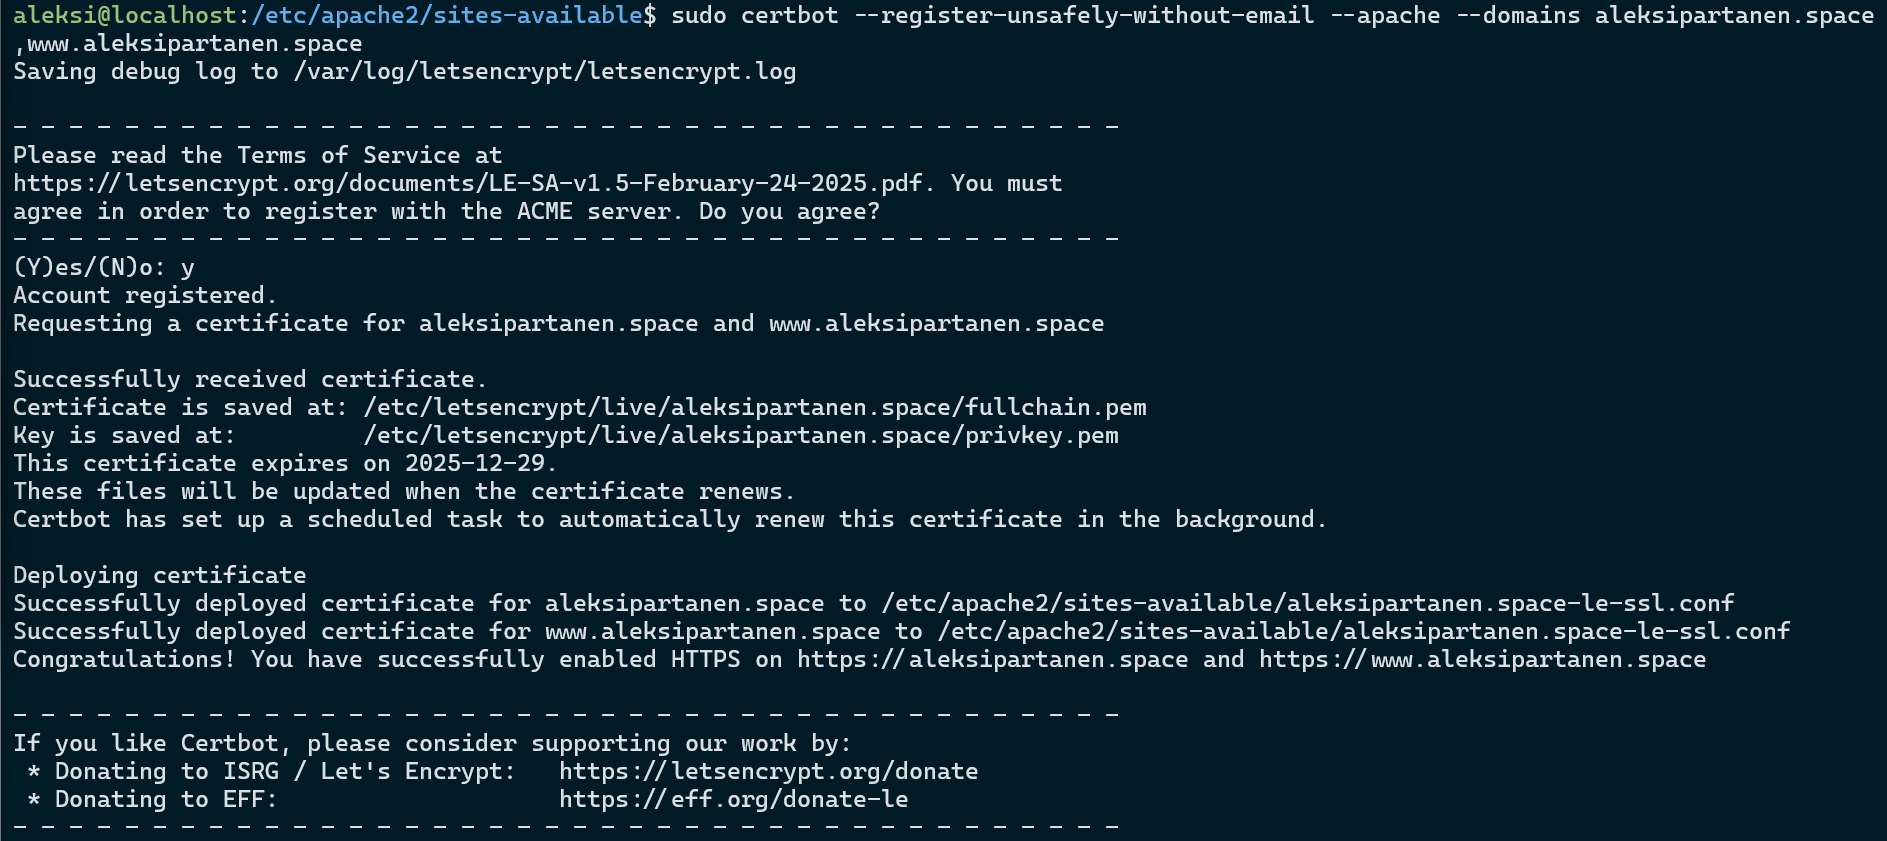 aleksi@localhost:/etc/apache2/sites-available$ sudo certbot --register-unsafely-without-email --apache --domains aleksipartanen.space
,www.aleksipartanen.space
Saving debug log to /var/log/letsencrypt/letsencrypt.log

- - - - - - - - - - - - - - - - - - - - - - - - - - - - - - - - - - - - - - - -
Please read the Terms of Service at
https://letsencrypt.org/documents/LE-SA-v1.5-February-24-2025.pdf. You must
agree in order to register with the ACME server. Do you agree?
- - - - - - - - - - - - - - - - - - - - - - - - - - - - - - - - - - - - - - - -
(Y)es/(N)o: y
Account registered.
Requesting a certificate for aleksipartanen.space and www.aleksipartanen.space

Successfully received certificate.
Certificate is saved at: /etc/letsencrypt/live/aleksipartanen.space/fullchain.pem
Key is saved at:         /etc/letsencrypt/live/aleksipartanen.space/privkey.pem
This certificate expires on 2025-12-29.
These files will be updated when the certificate renews.
Certbot has set up a scheduled task to automatically renew this certificate in the background.

Deploying certificate
Successfully deployed certificate for aleksipartanen.space to /etc/apache2/sites-available/aleksipartanen.space-le-ssl.conf
Successfully deployed certificate for www.aleksipartanen.space to /etc/apache2/sites-available/aleksipartanen.space-le-ssl.conf
Congratulations! You have successfully enabled HTTPS on https://aleksipartanen.space and https://www.aleksipartanen.space

- - - - - - - - - - - - - - - - - - - - - - - - - - - - - - - - - - - - - - - -
If you like Certbot, please consider supporting our work by:
 * Donating to ISRG / Let's Encrypt:   https://letsencrypt.org/donate
 * Donating to EFF:                    https://eff.org/donate-le
- - - - - - - - - - - - - - - - - - - - - - - - - - - - - - - - - - - - - - - -